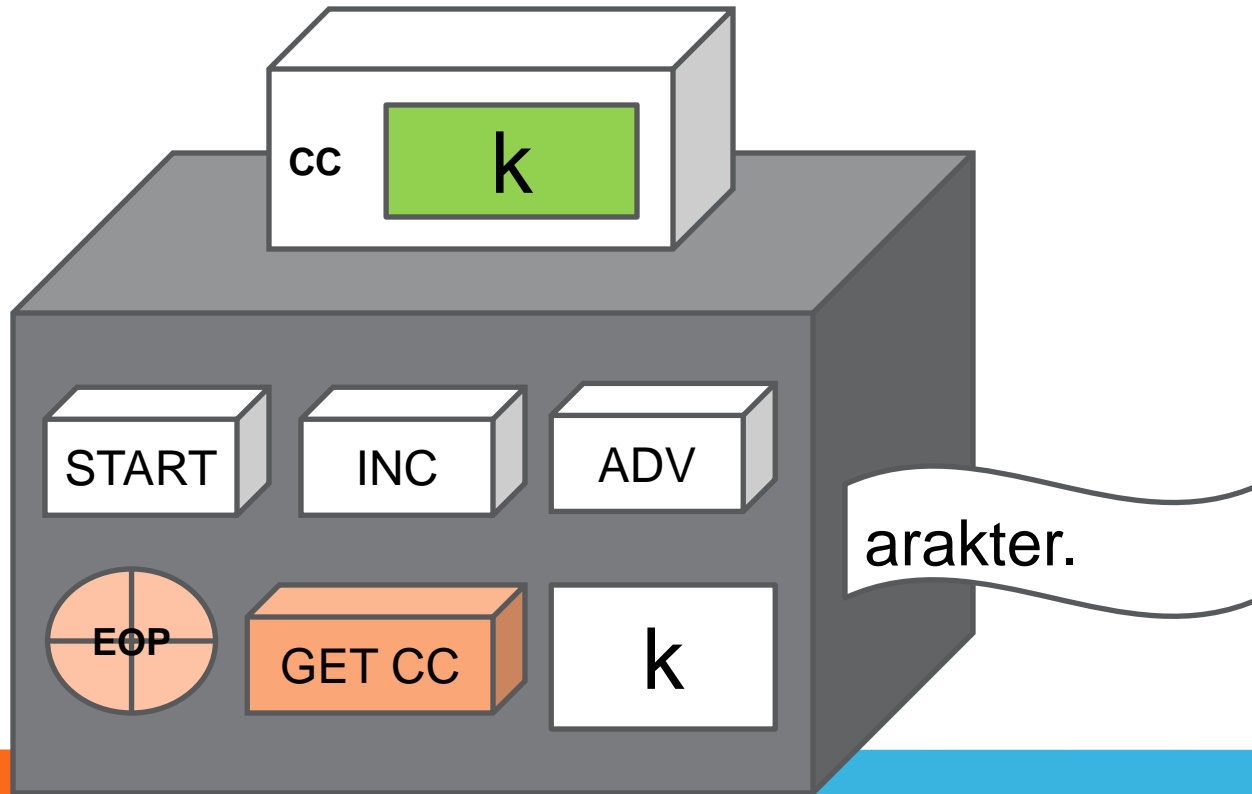 CC
k
START
INC
ADV
arakter.
EOP
GET CC
k